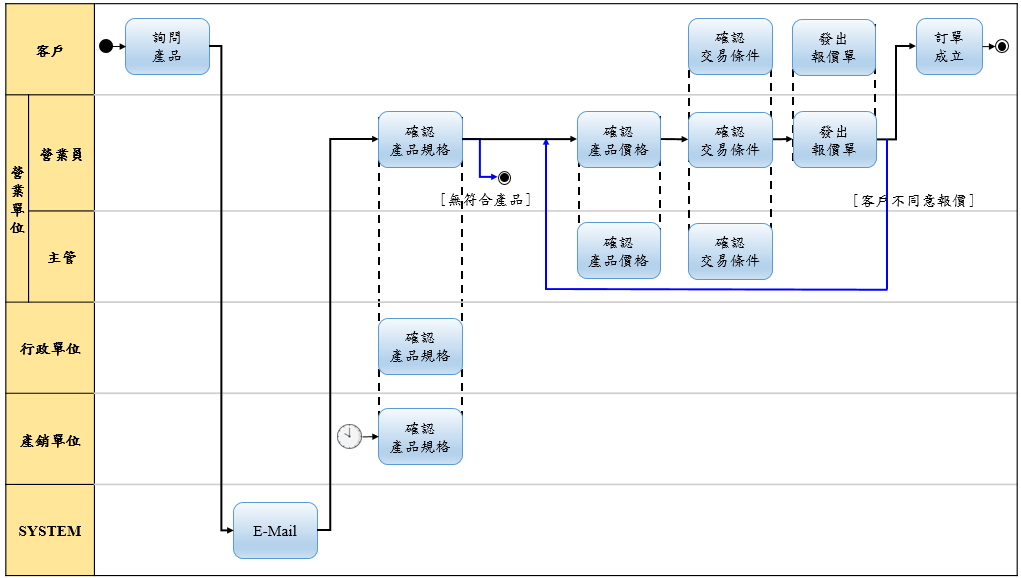 客戶
詢問
產品
確認
交易條件
發出
報價單
訂單
成立
營業單位
營業員
確認
產品規格
確認
產品價格
確認
交易條件
發出
報價單
[無符合產品]
[客戶不同意報價]
主管
確認
產品價格
確認
交易條件
行政單位
確認
產品規格
產銷單位
確認
產品規格
SYSTEM
E-Mail